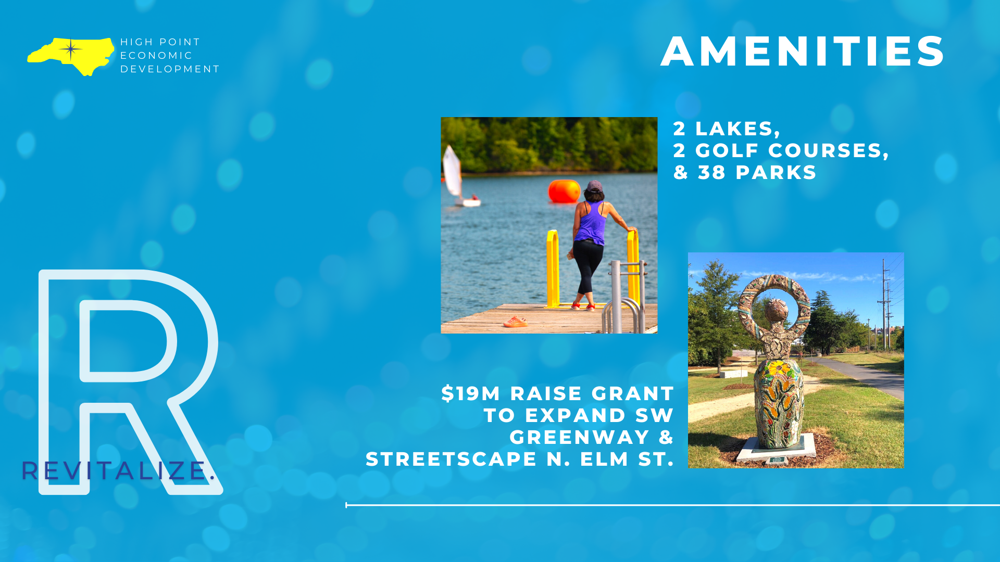 HIGH POINT
ECONOMIC
DEVELOPMENT
AMENITIES
2 LAKES,
2 GOLF COURSES,
& 38 PARKS
$19M RAISE GRANT
TO EXPAND SW
GREENWAY &
STREETSCAPE N. ELM ST.
R
REVITALIZE.